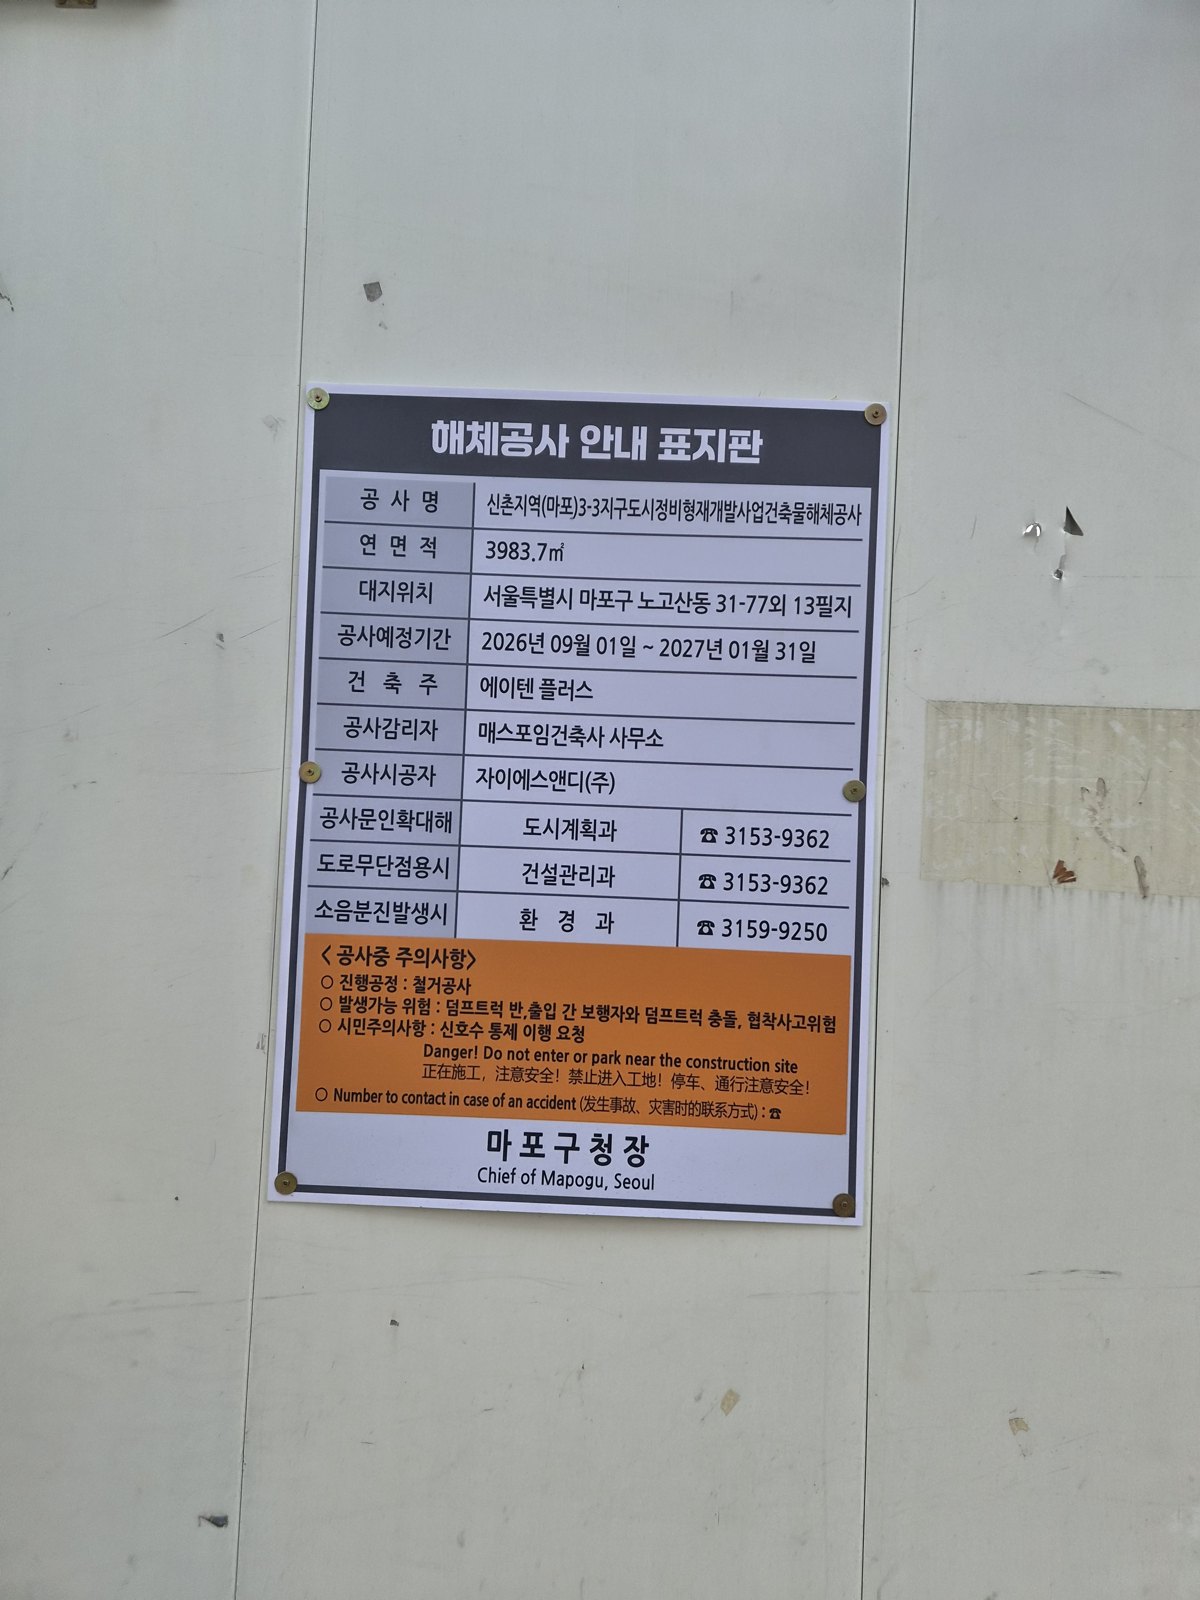 해체공사 안내 표지판
공 사 명 신촌지역(마포)3-3지구도시정비형재개발사업건축물해체공사
연 면 적 3983.7㎡
대지위치 서울특별시 마포구 노고산동 31-77외 13필지
공사예정기간 2026년 09월 01일 ~ 2027년 01월 31일
건 축 주 에이텐 플러스
공사감리자 매스포임건축사 사무소
공사시공자 자이에스앤디(주)
공사문인확대해 도시계획과 ☎ 3153-9362
도로무단점용시 건설관리과 ☎ 3153-9362
소음분진발생시 환 경 과 ☎ 3159-9250
< 공사중 주의사항>
○ 진행공정 : 철거공사
○ 발생가능 위험 : 덤프트럭 반,출입 간 보행자와 덤프트럭 충돌, 협착사고위험
○ 시민주의사항 : 신호수 통제 이행 요청
Danger! Do not enter or park near the construction site
正在施工，注意安全！禁止进入工地！停车、通行注意安全！
○ Number to contact in case of an accident (发生事故、灾害时的联系方式) : ☎
마포구청장
Chief of Mapogu, Seoul